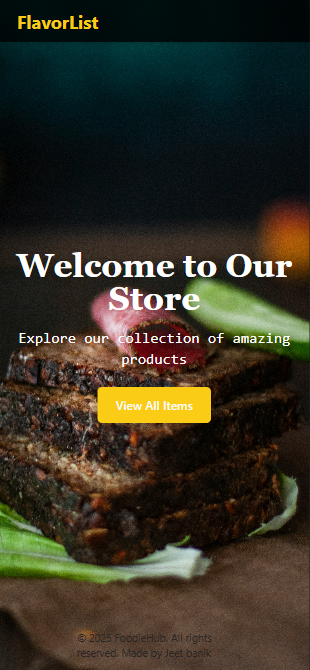 FlavorList
Welcome to Our
Store
Explore our collection of amazing
products
View All Items
© 2025 FoodieHub. All rights
reserved. Made by Jeet banik